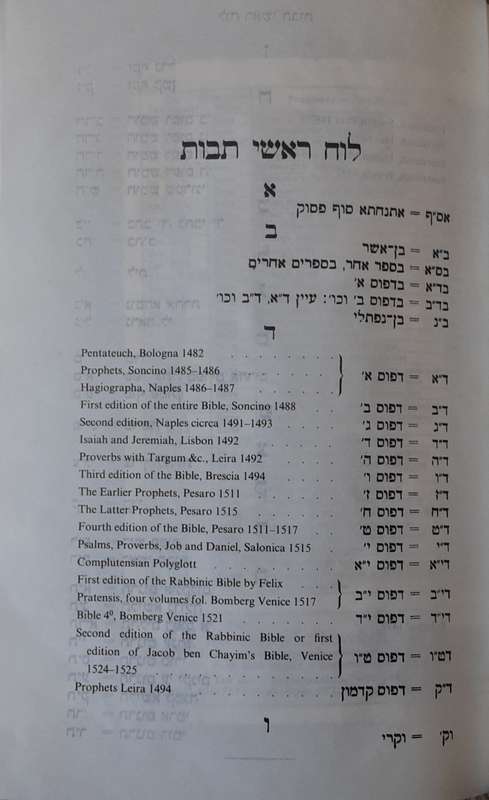 לוח ראשי תבות
א
אס״ף = אתנחתא סוף פסוק
ב
ב״א = בן־אשר
בס״א = בספר אחר, בספרים אחרים
בד״א = בדפוס א׳
בד״ב = בדפוס ב׳ וכו׳: עיין ד״א, ד״ב וכו׳
ב״נ = בן־נפתלי
ד
Pentateuch, Bologna 1482
Prophets, Soncino 1485–1486 ד״א = דפוס א׳
Hagiographa, Naples 1486–1487
First edition of the entire Bible, Soncino 1488 ד״ב = דפוס ב׳
Second edition, Naples cicrca 1491–1493 ד״ג = דפוס ג׳
Isaiah and Jeremiah, Lisbon 1492 ד״ד = דפוס ד׳
Proverbs with Targum &c., Leira 1492 ד״ה = דפוס ה׳
Third edition of the Bible, Brescia 1494 ד״ו = דפוס ו׳
The Earlier Prophets, Pesaro 1511 ד״ז = דפוס ז׳
The Latter Prophets, Pesaro 1515 ד״ח = דפוס ח׳
Fourth edition of the Bible, Pesaro 1511–1517 ד״ט = דפוס ט׳
Psalms, Proverbs, Job and Daniel, Salonica 1515 ד״י = דפוס י׳
Complutensian Polyglott די״א = דפוס י״א
First edition of the Rabbinic Bible by Felix
Pratensis, four volumes fol. Bomberg Venice 1517 די״ב = דפוס י״ב
Bible 4⁰, Bomberg Venice 1521 די״ד = דפוס י״ד
Second edition of the Rabbinic Bible or first
edition of Jacob ben Chayim's Bible, Venice דט״ו = דפוס ט״ו
1524–1525
Prophets Leira 1494 ד״ק = דפוס קדמון
ו
וק׳ = וקרי